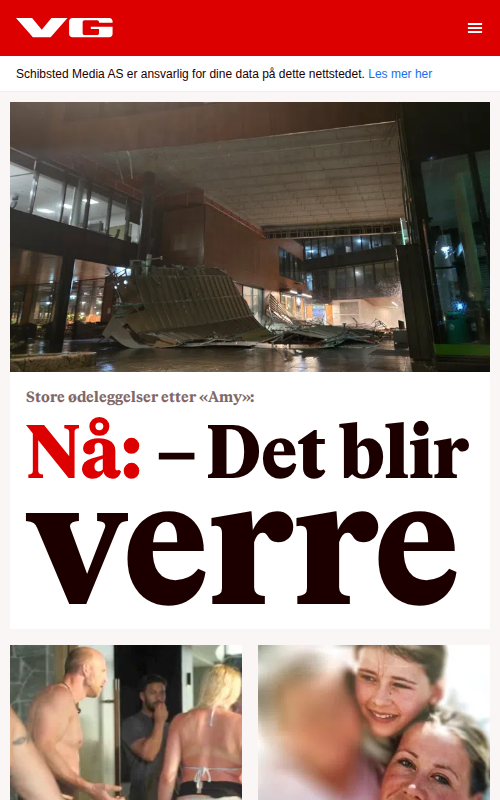 VG
Schibsted Media AS er ansvarlig for dine data på dette nettstedet. Les mer her
Store ødeleggelser etter «Amy»:
Nå: – Det blir
verre